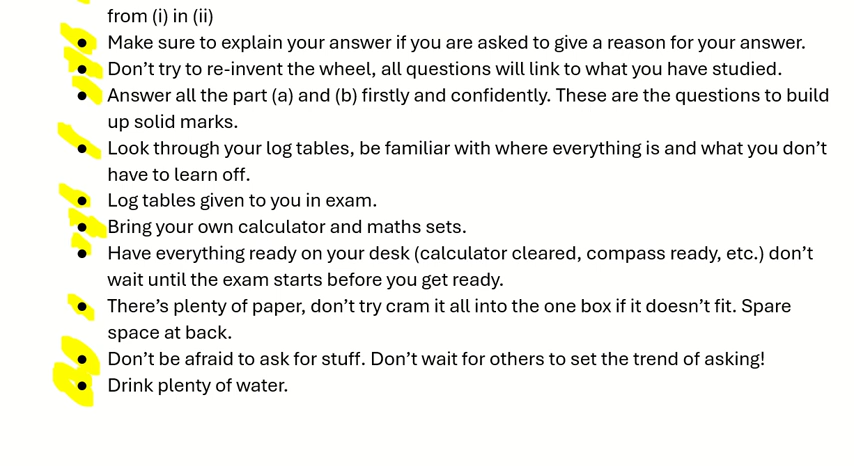 from (i) in (ii)
• Make sure to explain your answer if you are asked to give a reason for your answer.
• Don’t try to re-invent the wheel, all questions will link to what you have studied.
• Answer all the part (a) and (b) firstly and confidently. These are the questions to build
up solid marks.
• Look through your log tables, be familiar with where everything is and what you don’t
have to learn off.
• Log tables given to you in exam.
• Bring your own calculator and maths sets.
• Have everything ready on your desk (calculator cleared, compass ready, etc.) don’t
wait until the exam starts before you get ready.
• There’s plenty of paper, don’t try cram it all into the one box if it doesn’t fit. Spare
space at back.
• Don’t be afraid to ask for stuff. Don’t wait for others to set the trend of asking!
• Drink plenty of water.